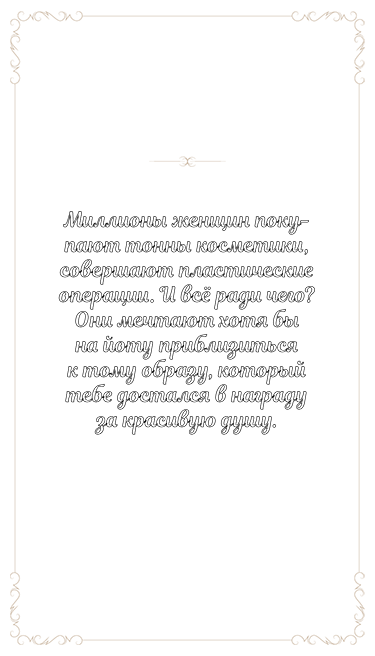 Миллионы женщин поку-
пают тонны косметики,
совершают пластические
операции. И всё ради чего?
Они мечтают хотя бы
на йоту приблизиться
к тому образу, который
тебе достался в награду
за красивую душу.